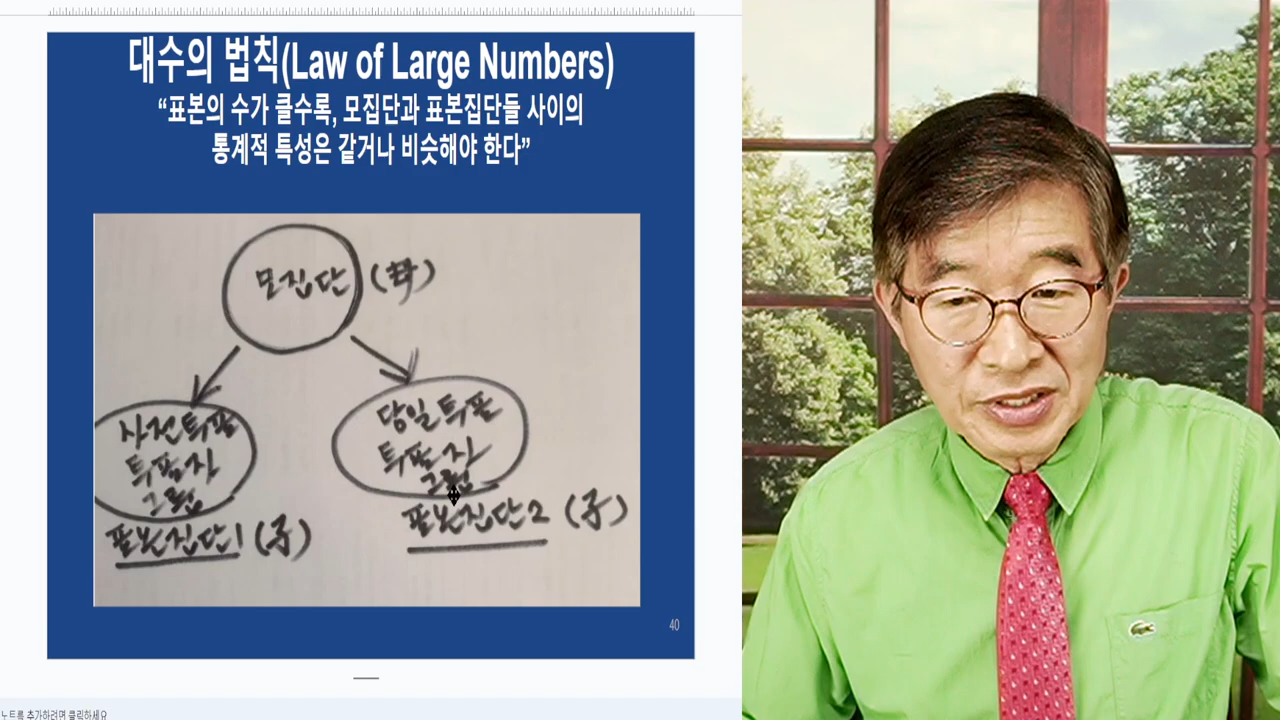 대수의 법칙(Law of Large Numbers)
“표본의 수가 클수록, 모집단과 표본집단들 사이의
통계적 특성은 같거나 비슷해야 한다”
모집단 (母)
사전투표
투표자
그룹
표본집단1 (子)
당일투표
투표자
그룹
표본집단2 (子)
40
노트를 추가하려면 클릭하세요